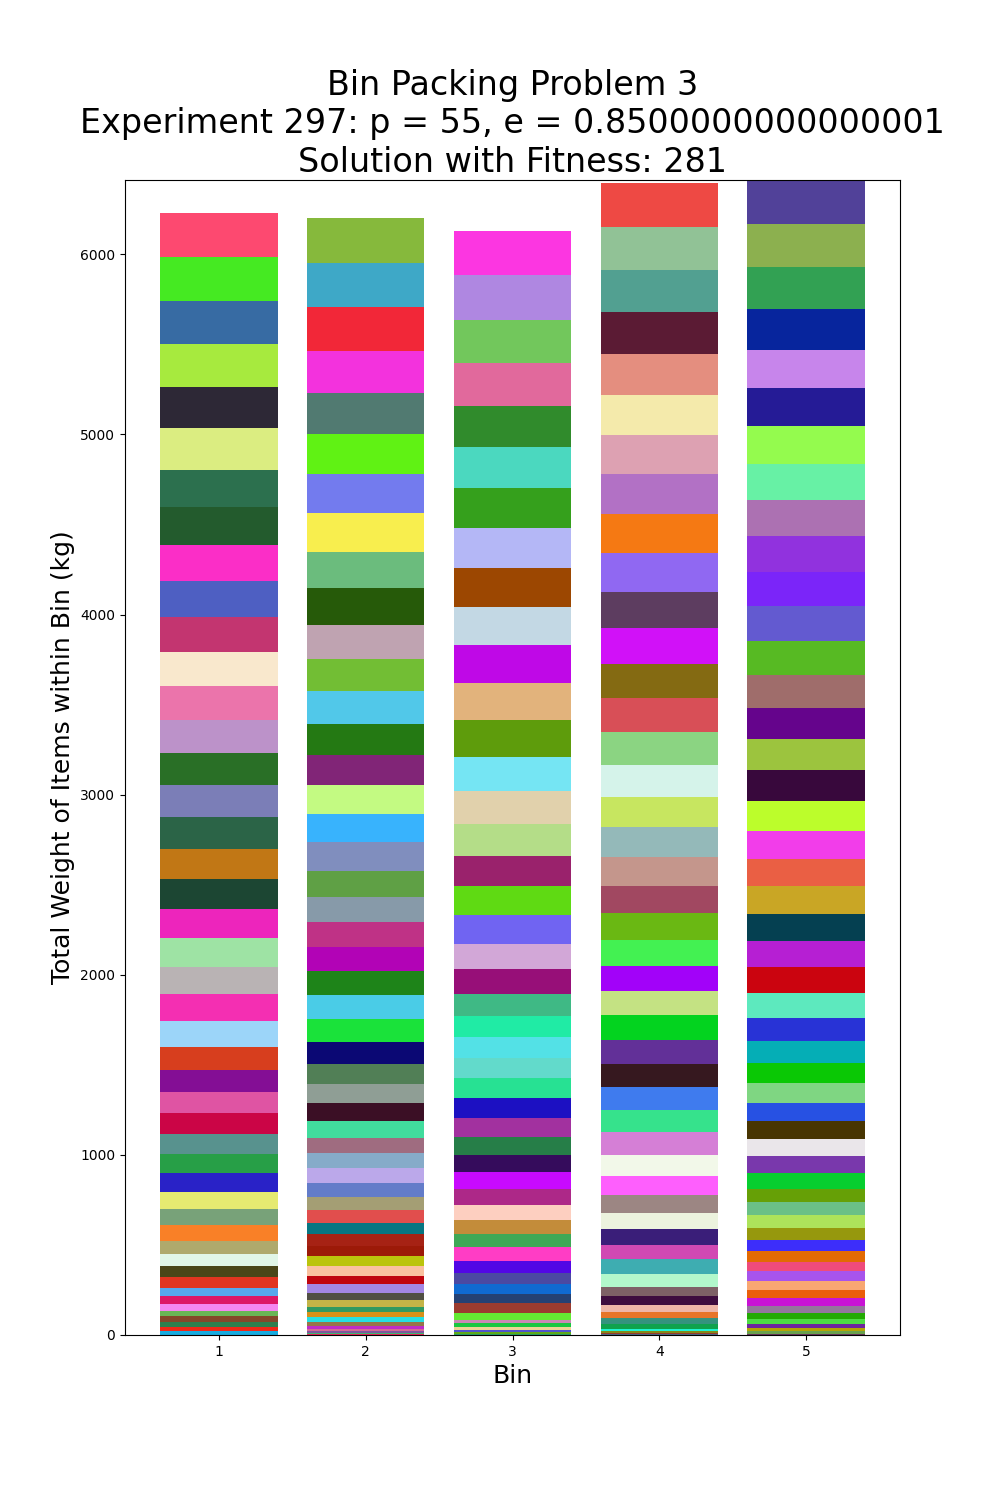 Bin Packing Problem 3
Experiment 297: p = 55, e = 0.8500000000000001
Solution with Fitness: 281
Total Weight of Items within Bin (kg)
6000
5000
4000
3000
2000
1000
0
1 2 3 4 5
Bin